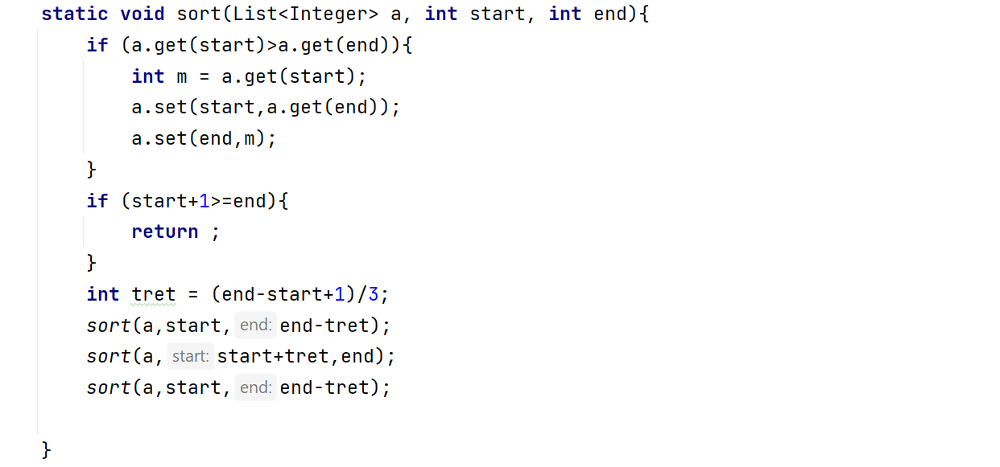 static void sort(List<Integer> a, int start, int end){
    if (a.get(start)>a.get(end)){
        int m = a.get(start);
        a.set(start,a.get(end));
        a.set(end,m);
    }
    if (start+1>=end){
        return ;
    }
    int tret = (end-start+1)/3;
    sort(a,start, end: end-tret);
    sort(a, start: start+tret,end);
    sort(a,start, end: end-tret);
}